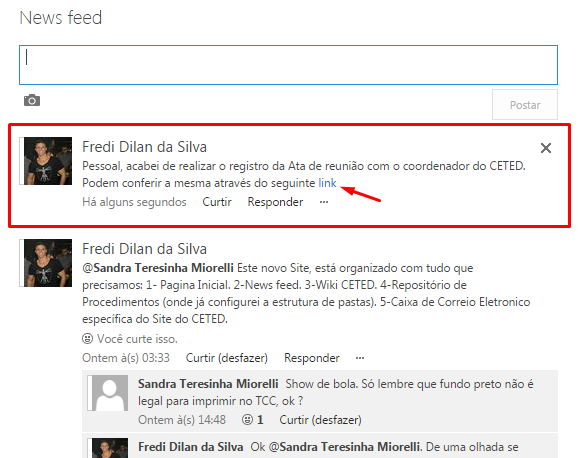 News feed
Postar
Fredi Dilan da Silva
Pessoal, acabei de realizar o registro da Ata de reunião com o coordenador do CETED.
Podem conferir a mesma através do seguinte link
Há alguns segundos Curtir Responder ···
Fredi Dilan da Silva
@Sandra Teresinha Miorelli Este novo Site, está organizado com tudo que
precisamos: 1- Pagina Inicial. 2-News feed. 3-Wiki CETED. 4-Repositório de
Procedimentos (onde já configurei a estrutura de pastas). 5-Caixa de Correio Eletronico
especifica do Site do CETED.
Você curte isso.
Ontem à(s) 03:33 Curtir (desfazer) Responder ···
Sandra Teresinha Miorelli Show de bola. Só lembre que fundo preto não é
legal para imprimir no TCC, ok ?
Ontem à(s) 14:48 1 Curtir (desfazer)
Fredi Dilan da Silva Ok @Sandra Teresinha Miorelli. De uma olhada se